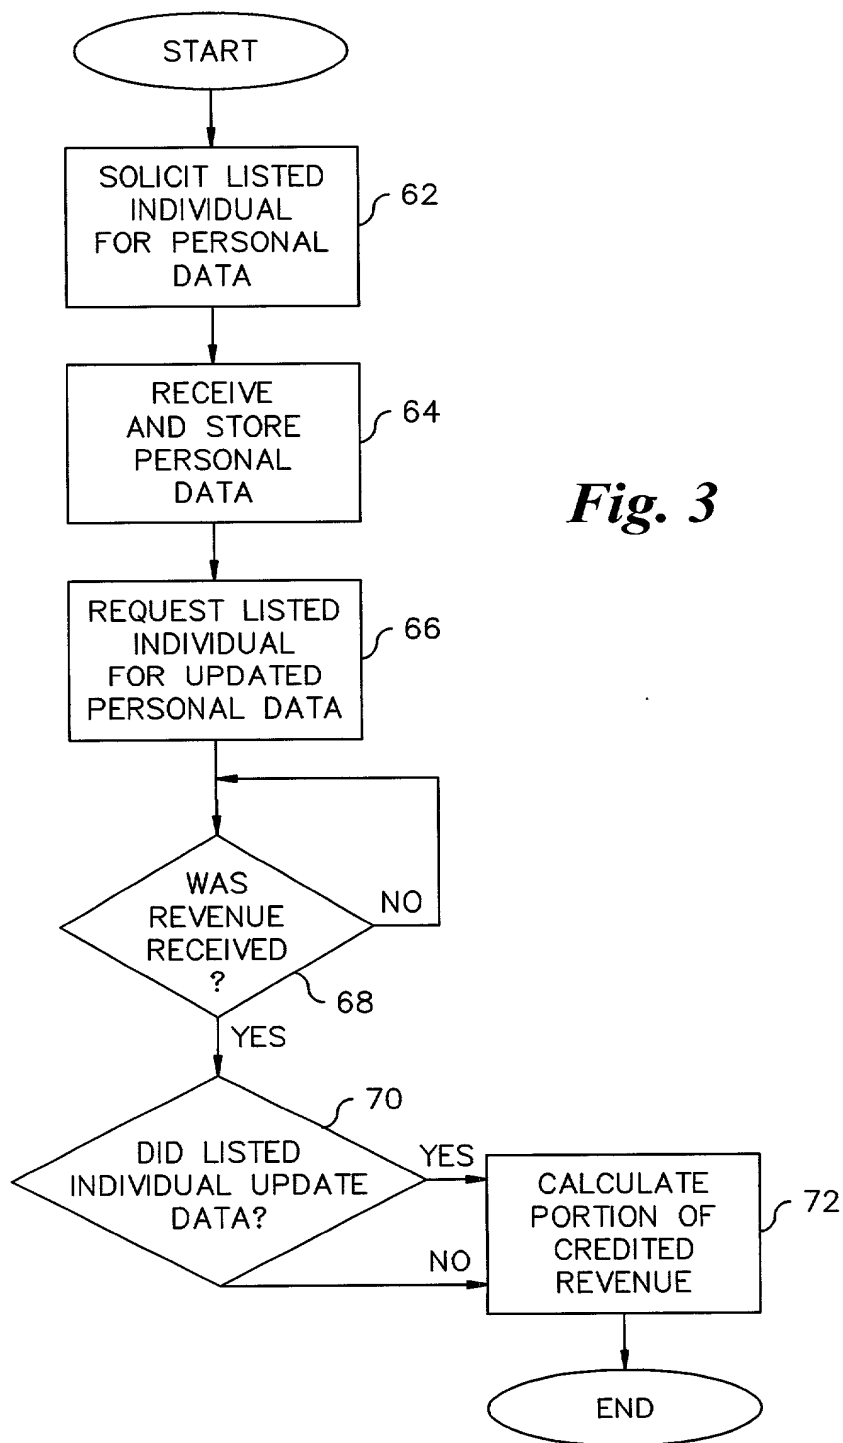 START
SOLICIT LISTED
INDIVIDUAL
FOR PERSONAL
DATA
62
RECEIVE
AND STORE
PERSONAL
DATA
64
Fig. 3
REQUEST LISTED
INDIVIDUAL
FOR UPDATED
PERSONAL DATA
66
WAS
REVENUE
RECEIVED
?
NO
68
YES
70
DID LISTED
INDIVIDUAL UPDATE
DATA?
YES
NO
CALCULATE
PORTION OF
CREDITED
REVENUE
72
END